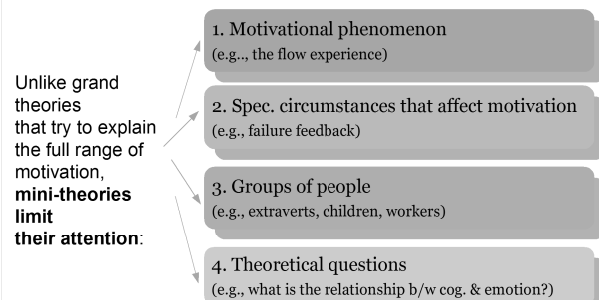 Unlike grand
theories
that try to explain
the full range of
motivation,
mini-theories
limit
their attention:
1. Motivational phenomenon
(e.g.., the flow experience)
2. Spec. circumstances that affect motivation
(e.g., failure feedback)
3. Groups of people
(e.g., extraverts, children, workers)
4. Theoretical questions
(e.g., what is the relationship b/w cog. & emotion?)